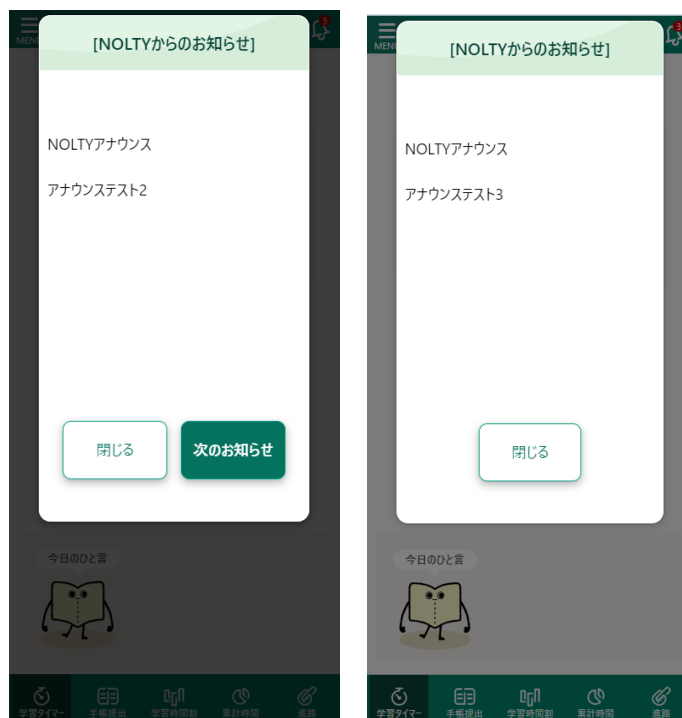 MENU
3
[NOLTYからのお知らせ]
NOLTYアナウンス
アナウンステスト2
閉じる
次のお知らせ
今日のひと言
学習タイマー
手帳提出
学習時間割
累計時間
進路
MENU
3
[NOLTYからのお知らせ]
NOLTYアナウンス
アナウンステスト3
閉じる
今日のひと言
学習タイマー
手帳提出
学習時間割
累計時間
進路